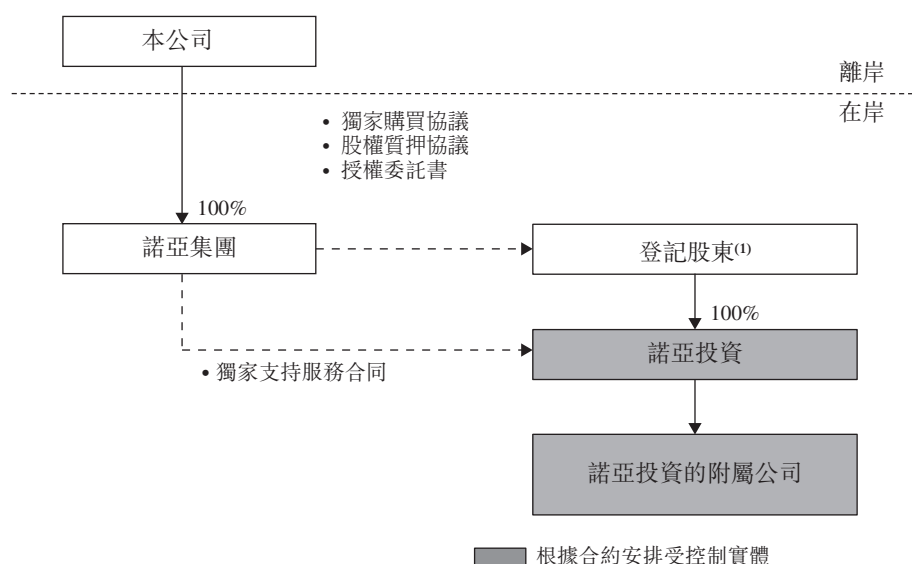 本公司
離岸
在岸
• 獨家購買協議
• 股權質押協議
• 授權委託書
100%
諾亞集團
登記股東(1)
100%
諾亞投資
• 獨家支持服務合同
諾亞投資的附屬公司
根據合約安排受控制實體